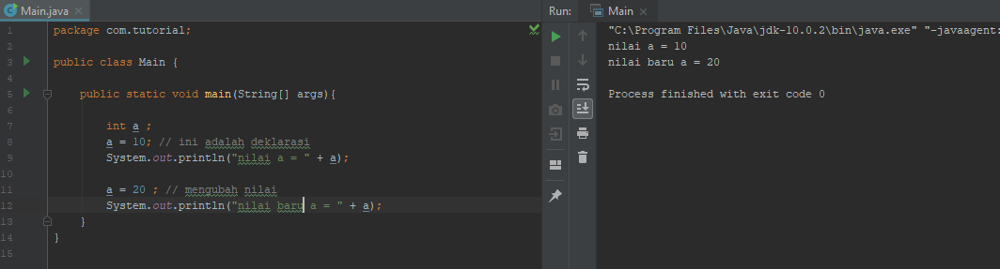 Main.java
1 package com.tutorial;
2
3 public class Main {
4
5 public static void main(String[] args){
6
7 int a ;
8 a = 10; // ini adalah deklarasi
9 System.out.println("nilai a = " + a);
10
11 a = 20 ; // mengubah nilai
12 System.out.println("nilai baru a = " + a);
13 }
14 }
15
Run: Main
"C:\Program Files\Java\jdk-10.0.2\bin\java.exe" "-javaagent:
nilai a = 10
nilai baru a = 20
Process finished with exit code 0